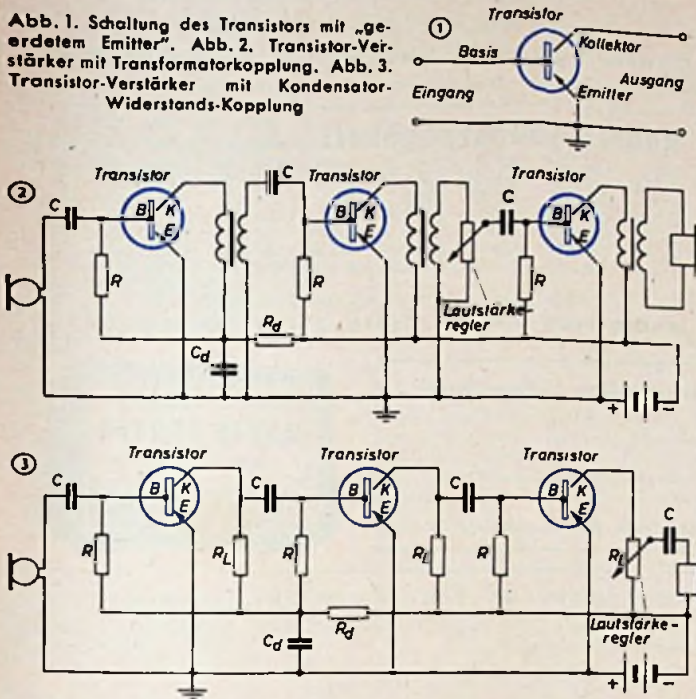 Abb. 1. Schaltung des Transistors mit „ge-
erdetem Emitter". Abb. 2. Transistor-Ver-
stärker mit Transformatorkopplung. Abb. 3.
Transistor-Verstärker mit Kondensator-
Widerstands-Kopplung
1
Transistor
Basis
Kollektor
Ausgang
Eingang
Emitter
2
Transistor
C
Transistor
C
Transistor
C
B K
E
B K
E
B K
E
R
R
R
Lautstärke
regler
Rd
Cd
+ -
3
Transistor
Transistor
Transistor
C
C
C
C
B K
E
B K
E
B K
E
R
RL
R
RL
R
RL
Rd
Lautstärke-
regler
Cd
+ -